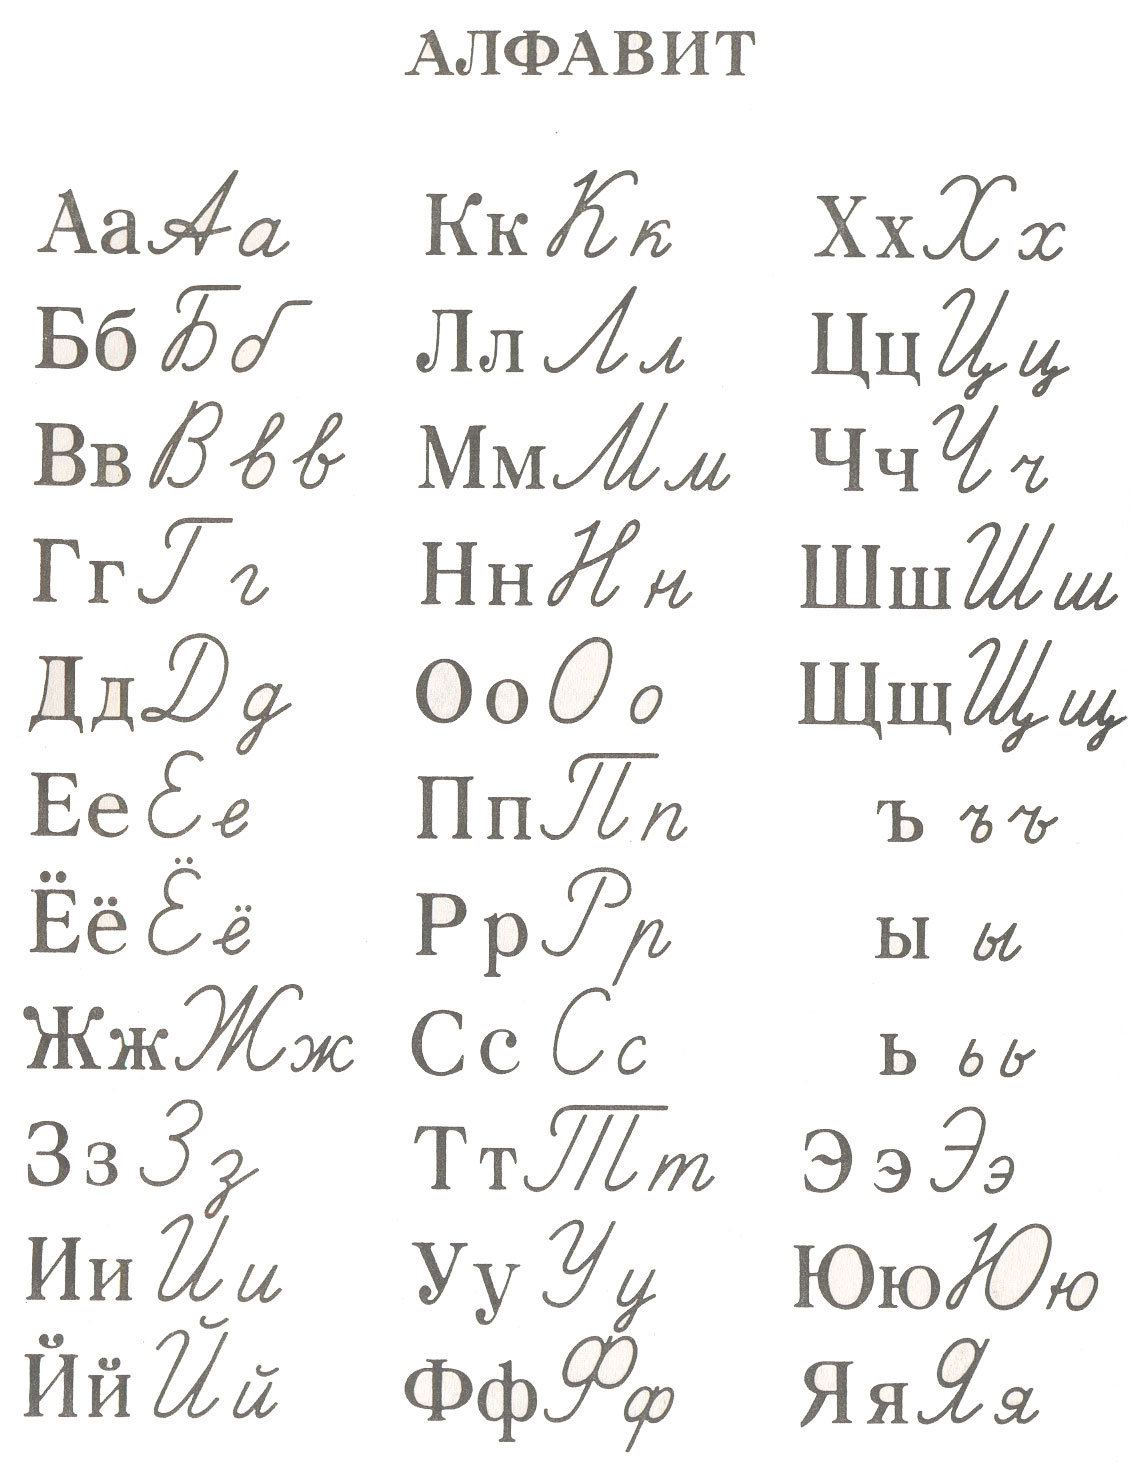 АЛФАВИТ
Аа Аа
Бб Бб
Вв В в в
Гг Гг
Дд Дд
Ее Ее
Ёё Ёё
Жж Жж
Зз Зз
Ии Ии
Йй Йй
Кк Кк
Лл Лл
Мм Мм
Нн Нн
Оо Оо
Пп Пп
Рр Рр
Сс Сс
Тт Тт
Уу Уу
Фф Фф
Хх Хх
Цц Цц
Чч Чч
Шш Шш
Щщ Щщ
ъ ъ ъ
ы ы
ь ь ь
Ээ Ээ
Юю Юю
Яя Яя